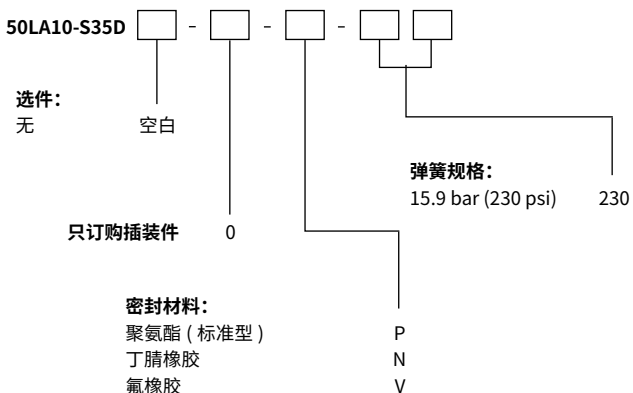 50LA10-S35D - - -
选件：
无 空白
弹簧规格：
15.9 bar (230 psi) 230
只订购插装件 0
密封材料：
聚氨酯 ( 标准型 ) P
丁腈橡胶 N
氟橡胶 V